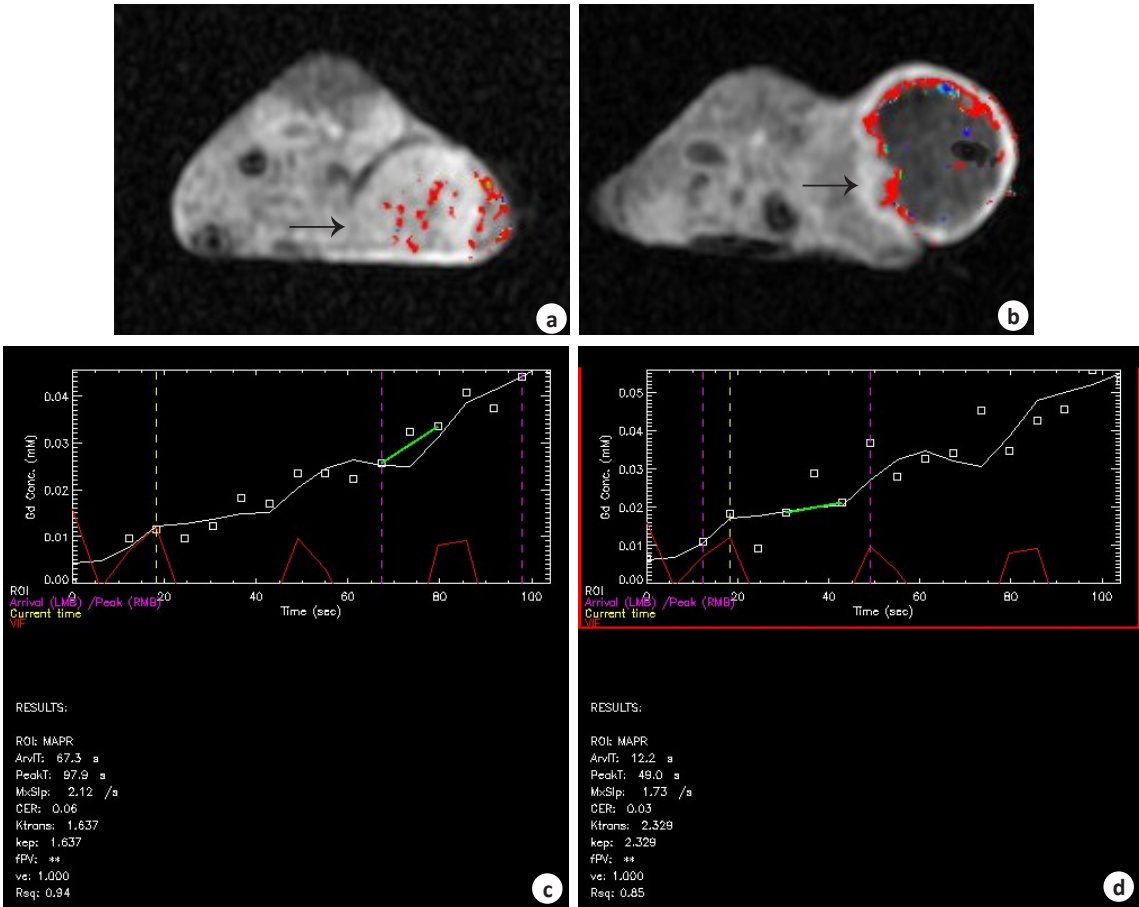 a
b
0.04
0.03
0.02
0.01
0.00
Gd Conc. (mM)
0
20
40
60
80
100
Time (sec)
ROI
Arrival (LMB) /Peak (RMB)
Current time
VIF
RESULTS:
ROI: MAPR
ArvlT: 67.3 s
PeakT: 97.9 s
MxSlp: 2.12 /s
CER: 0.06
Ktrans: 1.637
kep: 1.637
fPV: **
ve: 1.000
Rsq: 0.94
c
0.05
0.04
0.03
0.02
0.01
0.00
Gd Conc. (mM)
0
20
40
60
80
100
Time (sec)
ROI
Arrival (LMB) /Peak (RMB)
Current time
VIF
RESULTS:
ROI: MAPR
ArvlT: 12.2 s
PeakT: 49.0 s
MxSlp: 1.73 /s
CER: 0.03
Ktrans: 2.329
kep: 2.329
fPV: **
ve: 1.000
Rsq: 0.85
d